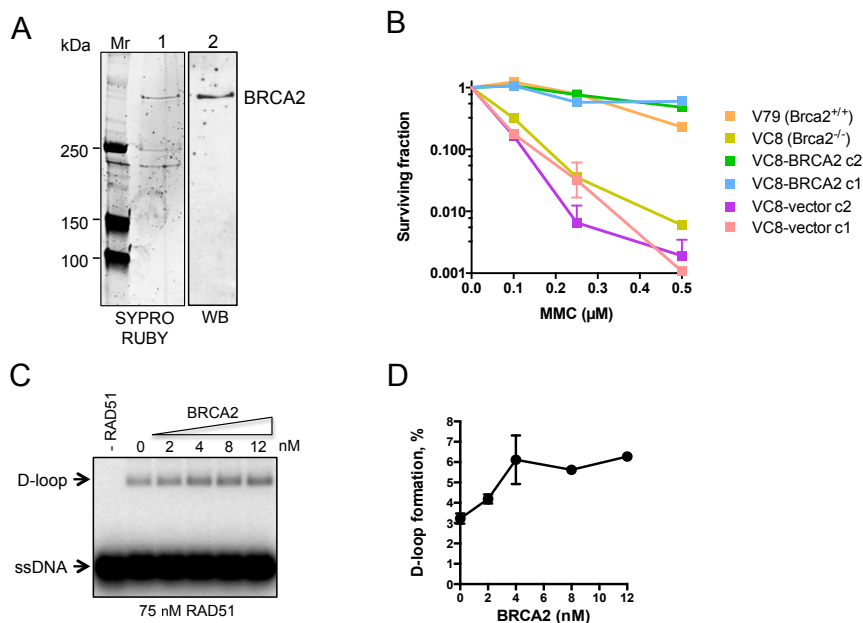 A
kDa
Mr
1
2
BRCA2
250
150
100
SYPRO
RUBY
WB
B
Surviving fraction
1
0.100
0.010
0.001
0.0
0.1
0.2
0.3
0.4
0.5
MMC (µM)
V79 (Brca2+/+)
VC8 (Brca2-/-)
VC8-BRCA2 c2
VC8-BRCA2 c1
VC8-vector c2
VC8-vector c1
C
- RAD51
BRCA2
0 2 4 8 12 nM
D-loop
ssDNA
75 nM RAD51
D
D-loop formation, %
8
7
6
5
4
3
2
1
0
0 2 4 6 8 10 12
BRCA2 (nM)